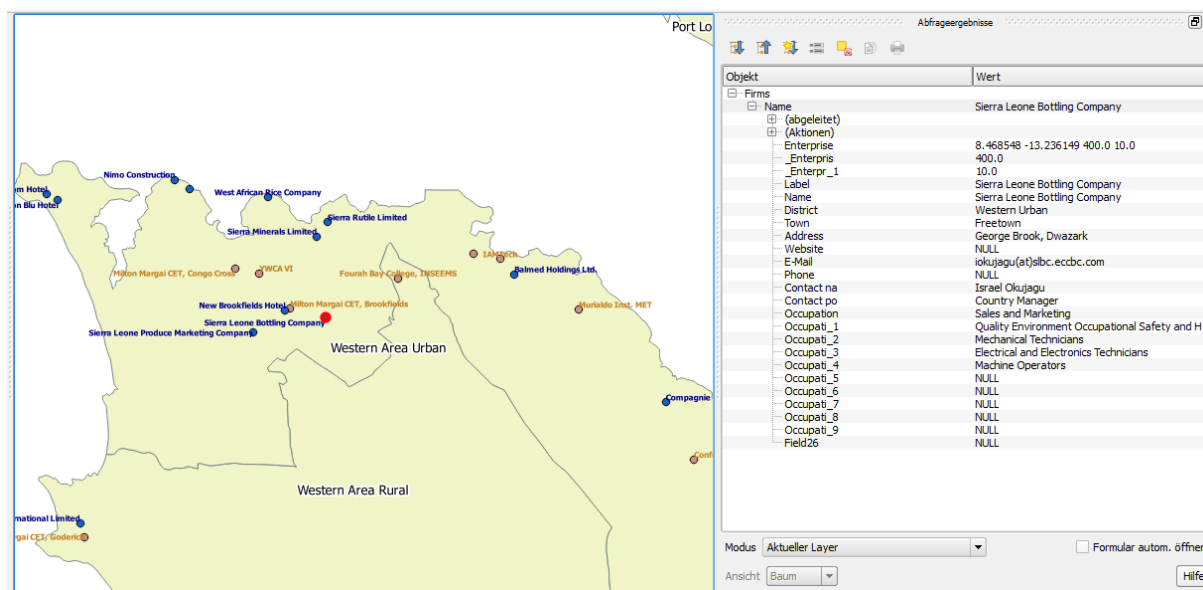 Port Lo
Nimo Construction
om Hotel
on Blu Hotel
West African Rice Company
Sierra Rutile Limited
Sierra Minerals Limited
IAMTech
Milton Margai CET, Congo Cross
YWCA VI
Fourah Bay College, INSEEMS
Balmed Holdings Ltd.
New Brookfields Hotel
Milton Margai CET, Brookfields
Murialdo Inst. MET
Sierra Leone Bottling Company
Sierra Leone Produce Marketing Company
Western Area Urban
Compagnie
Conf
Western Area Rural
rnational Limited
rgai CET, Goderich
Abfrageergebnisse
Objekt Wert
Firms
Name Sierra Leone Bottling Company
(abgeleitet)
(Aktionen)
Enterprise 8.468548 -13.236149 400.0 10.0
_Enterpris 400.0
_Enterpr_1 10.0
Label Sierra Leone Bottling Company
Name Sierra Leone Bottling Company
District Western Urban
Town Freetown
Address George Brook, Dwazark
Website NULL
E-Mail iokujagu(at)slbc.eccbc.com
Phone NULL
Contact na Israel Okujagu
Contact po Country Manager
Occupation Sales and Marketing
Occupati_1 Quality Environment Occupational Safety and H
Occupati_2 Mechanical Technicians
Occupati_3 Electrical and Electronics Technicians
Occupati_4 Machine Operators
Occupati_5 NULL
Occupati_6 NULL
Occupati_7 NULL
Occupati_8 NULL
Occupati_9 NULL
Field26 NULL
Modus Aktueller Layer Formular autom. öffner
Ansicht Baum Hilfe